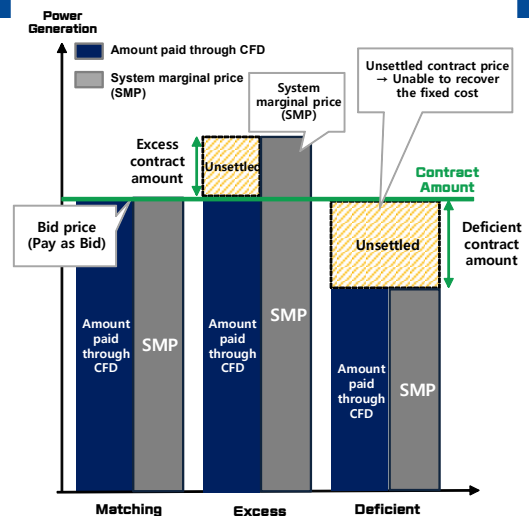 Power
Generation
Amount paid through CFD
System marginal price
(SMP)
System
marginal price
(SMP)
Unsettled contract price
→ Unable to recover
the fixed cost
Excess
contract
amount
Unsettled
Contract
Amount
Bid price
(Pay as Bid)
Unsettled
Deficient
contract
amount
Amount
paid
through
CFD
SMP
Amount
paid
through
CFD
SMP
Amount
paid
through
CFD
SMP
Matching
Excess
Deficient